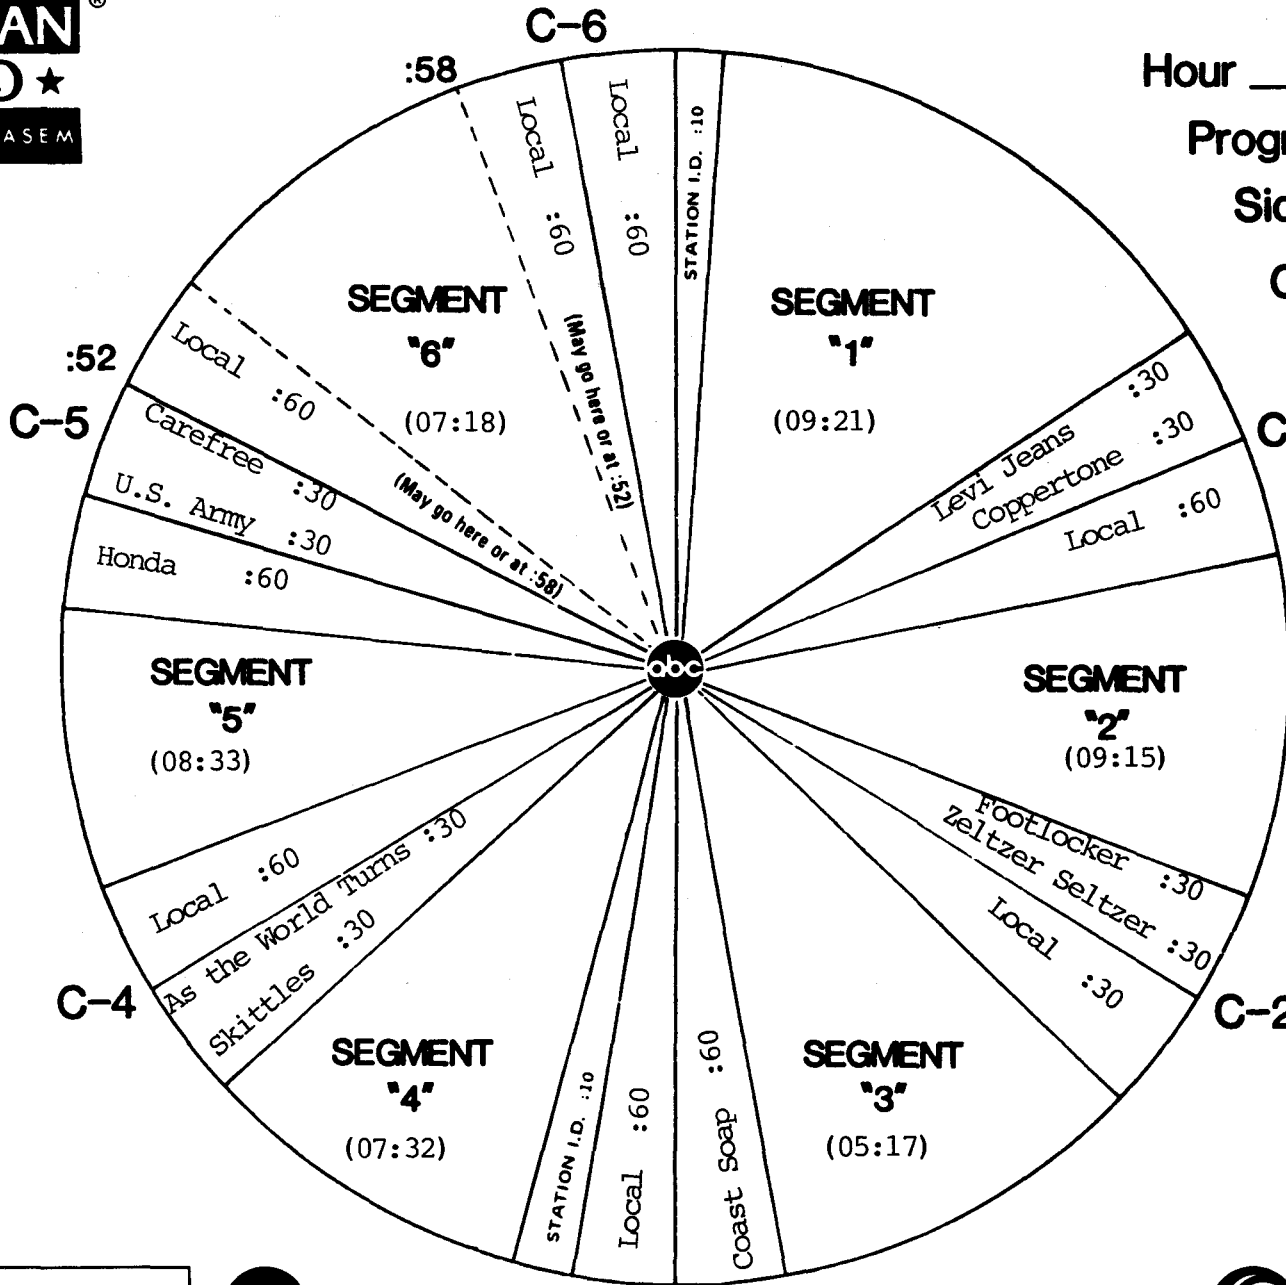 AN
®
ASEM
C-6
:58
Hour
Local :60
Local :60
STATION I.D. :10
SEGMENT
"1"
(09:21)
Levi Jeans :30
Coppertone :30
Local :60
SEGMENT
"2"
(09:15)
Footlocker :30
Zeltzer Seltzer :30
Local :30
C-2
SEGMENT
"3"
(05:17)
Coast Soap :60
Local :60
STATION I.D. :10
SEGMENT
"4"
(07:32)
Skittles :30
As the World Turns :30
C-4
Local :60
SEGMENT
"5"
(08:33)
Honda :60
U.S. Army :30
Carefree :30
C-5
:52
Local :60
(May go here or at :58)
SEGMENT
"6"
(07:18)
(May go here or at :52)
abc